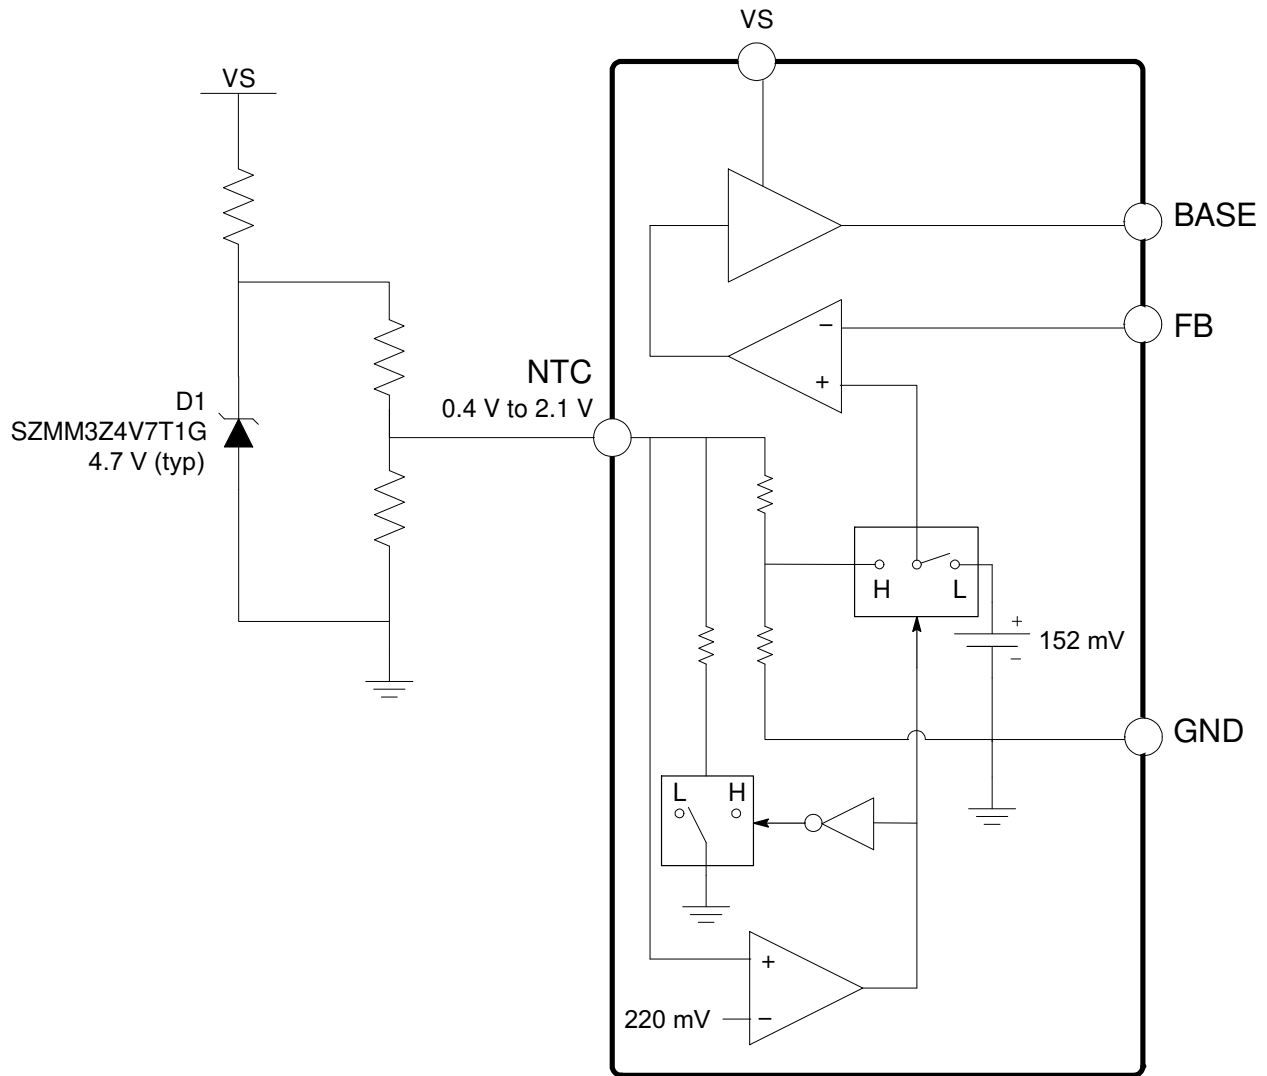 VS
VS
BASE
FB
NTC
0.4 V to 2.1 V
D1
SZMM3Z4V7T1G
4.7 V (typ)
−
+
H
L
+
152 mV
−
GND
L
H
+
220 mV
−